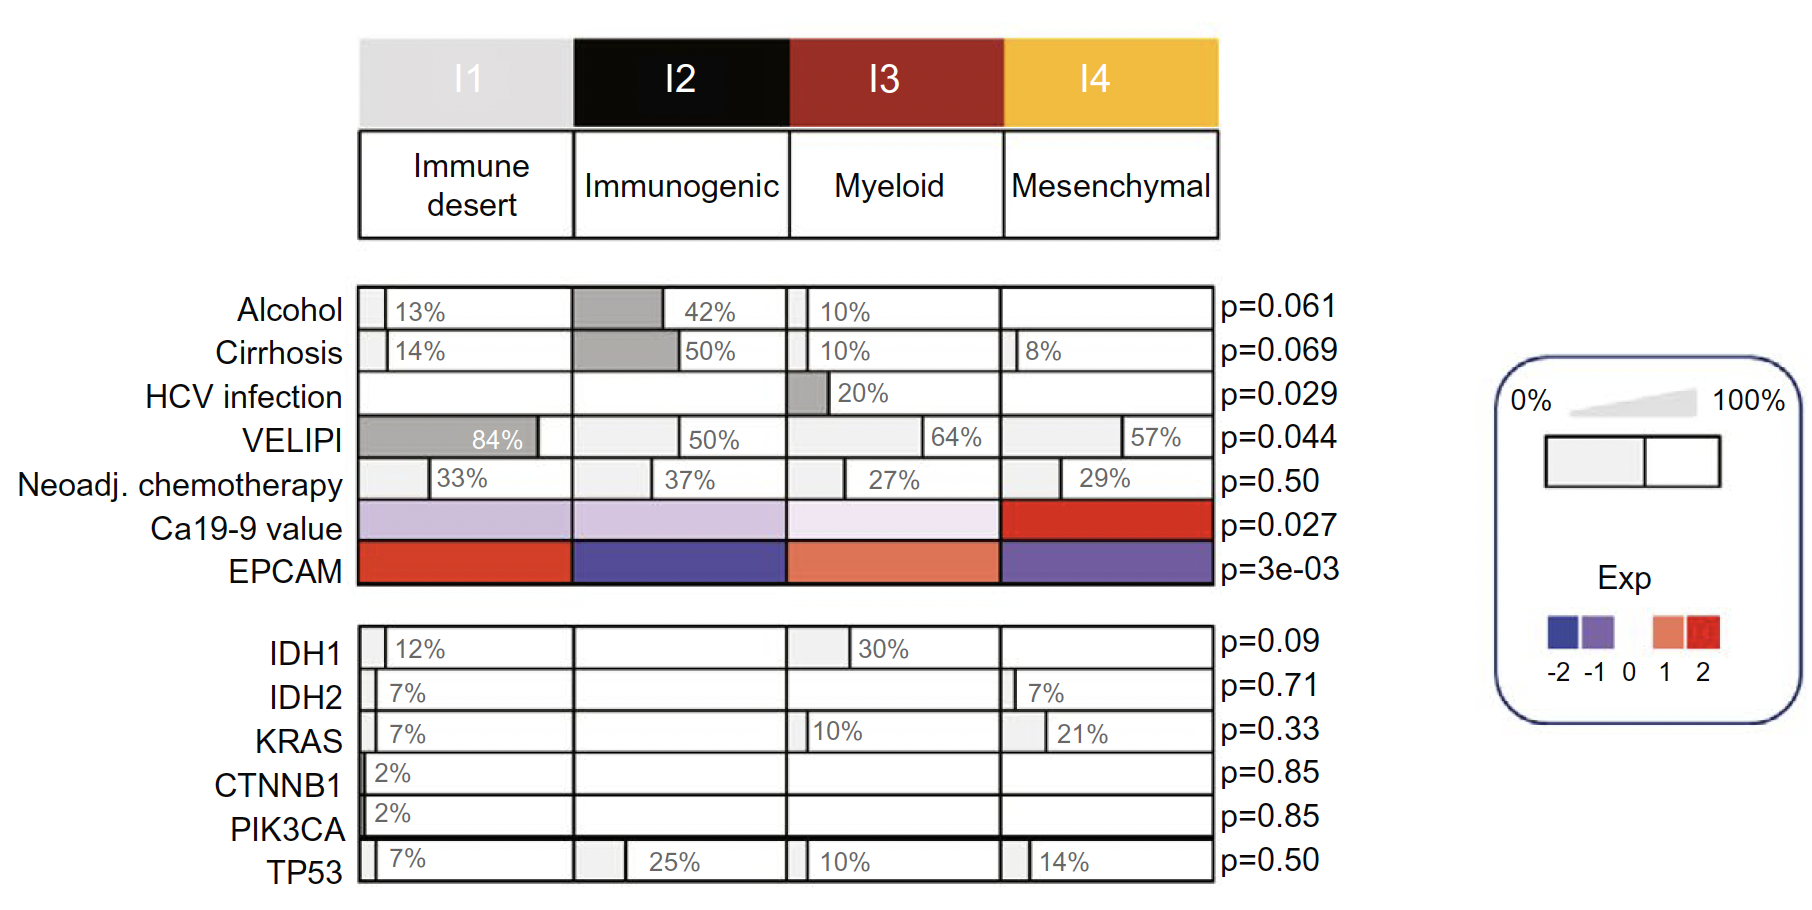 I1 I2 I3 I4
Immune
desert
Immunogenic
Myeloid
Mesenchymal
Alcohol 13% 42% 10% p=0.061
Cirrhosis 14% 50% 10% 8% p=0.069
HCV infection 20% p=0.029
VELIPI 84% 50% 64% 57% p=0.044
Neoadj. chemotherapy 33% 37% 27% 29% p=0.50
Ca19-9 value p=0.027
EPCAM p=3e-03
IDH1 12% 30% p=0.09
IDH2 7% 7% p=0.71
KRAS 7% 10% 21% p=0.33
CTNNB1 2% p=0.85
PIK3CA 2% p=0.85
TP53 7% 25% 10% 14% p=0.50
0% 100%
Exp
-2 -1 0 1 2